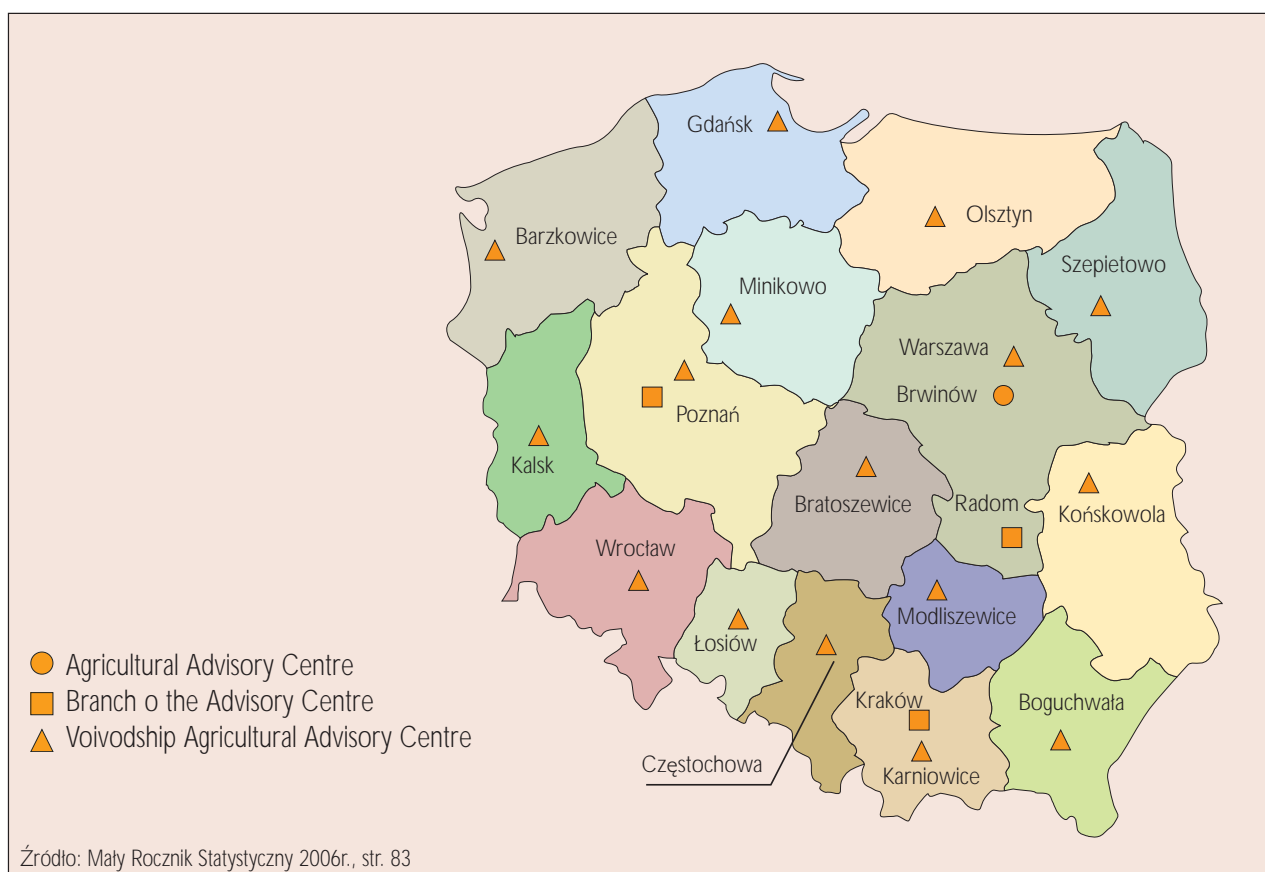 Gdańsk
Olsztyn
Barzkowice
Szepietowo
Minikowo
Warszawa
Brwinów
Poznań
Kalsk
Bratoszewice
Radom
Końskowola
Wrocław
Modliszewice
Łosiów
Agricultural Advisory Centre
Branch o the Advisory Centre
Voivodship Agricultural Advisory Centre
Kraków
Boguchwała
Częstochowa
Karniowice
Źródło: Mały Rocznik Statystyczny 2006r., str. 83